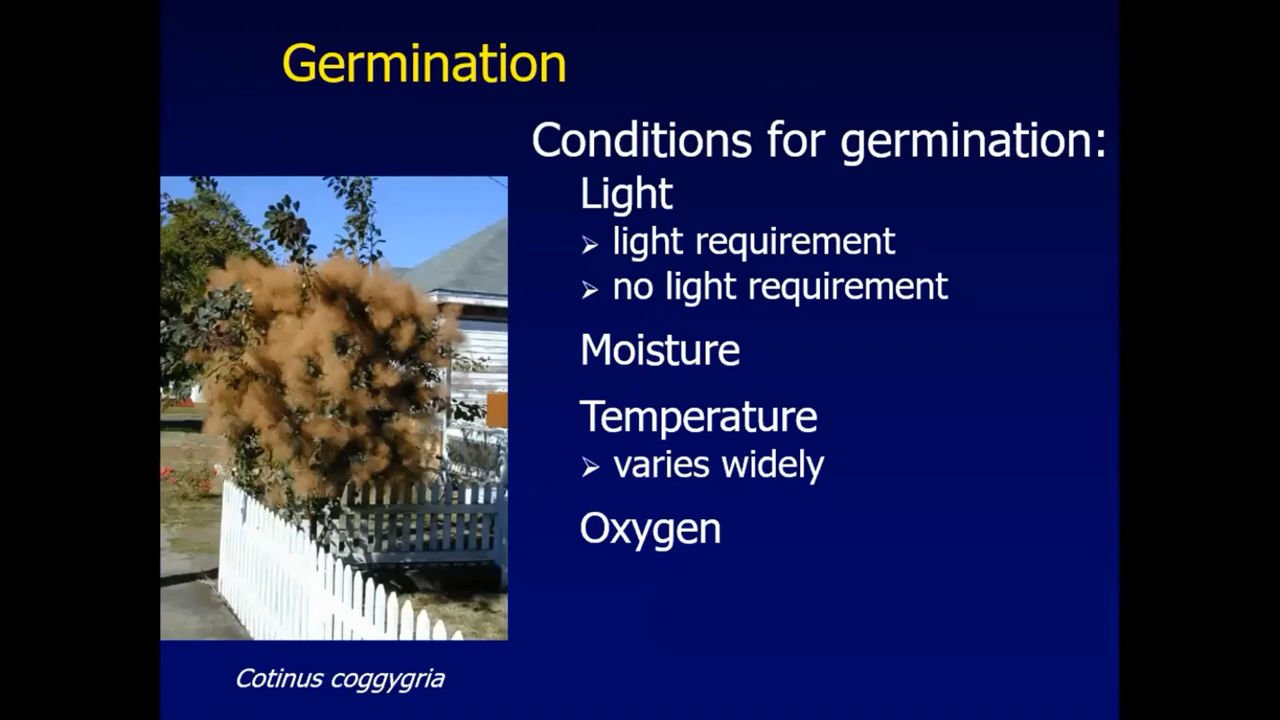 Germination
Conditions for germination:
Light
➢ light requirement
➢ no light requirement
Moisture
Temperature
➢ varies widely
Oxygen
Cotinus coggygria